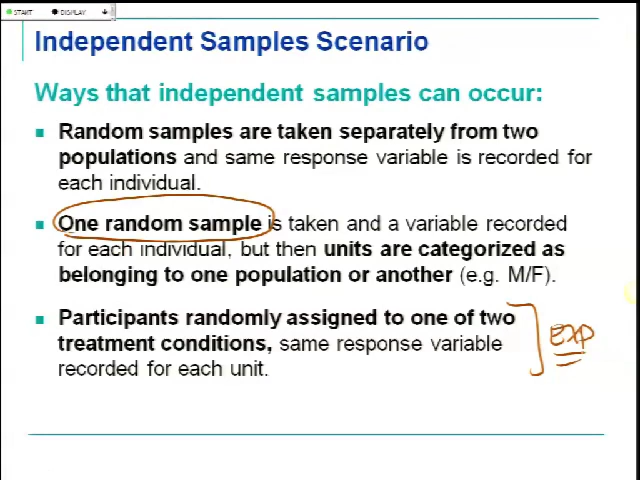 START DISPLAY
Independent Samples Scenario
Ways that independent samples can occur:
Random samples are taken separately from two
populations and same response variable is recorded for
each individual.
One random sample is taken and a variable recorded
for each individual, but then units are categorized as
belonging to one population or another (e.g. M/F).
Participants randomly assigned to one of two
treatment conditions, same response variable
recorded for each unit.
exp